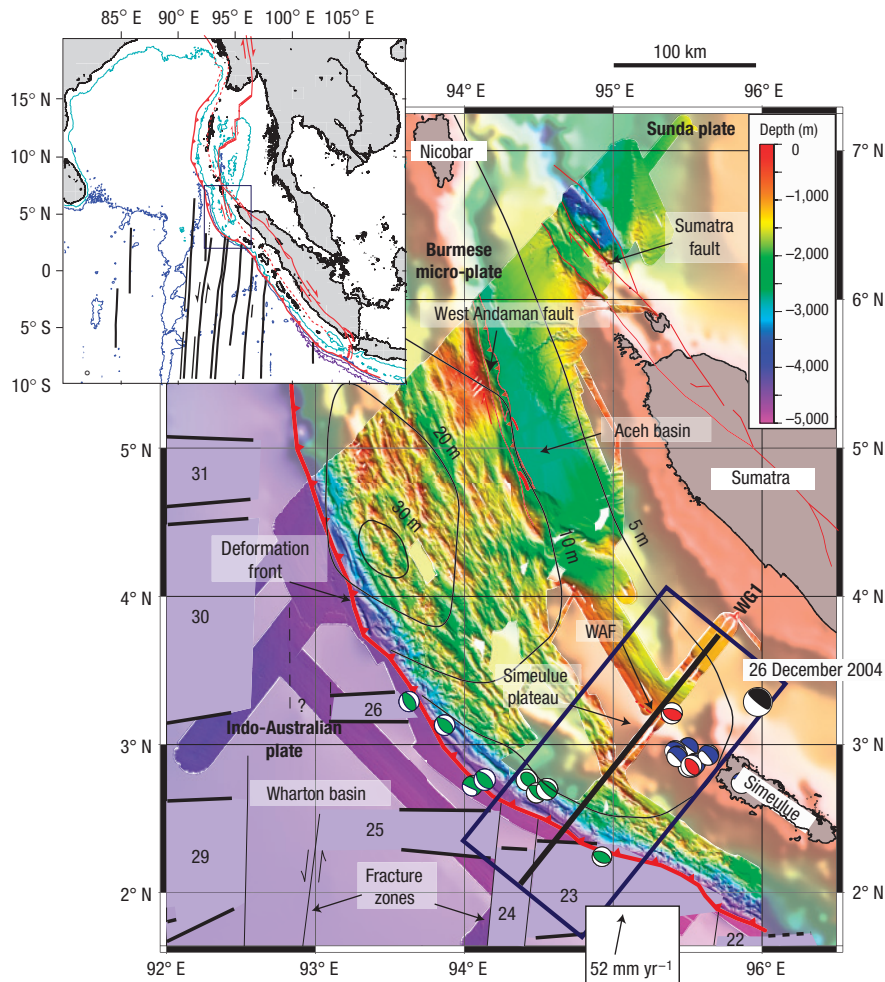 85° E 90° E 95° E 100° E 105° E
15° N
10° N
5° N
0
5° S
10° S
100 km
94° E 95° E 96° E
Sunda plate
Nicobar
Depth (m)
0
–1,000
–2,000
–3,000
–4,000
–5,000
7° N
Sumatra
fault
Burmese
micro-plate
6° N
West Andaman fault
Aceh basin
20 m
5° N
31
Sumatra
30 m
10 m
5 m
Deformation
front
4° N
4° N
30
WG1
WAF
26 December 2004
Simeulue
plateau
?
26
Indo-Australian
plate
3° N
3° N
Wharton basin
Simeulue
25
29
Fracture
zones
24
23
2° N
2° N
22
52 mm yr–1
92° E 93° E 94° E 95° E 96° E